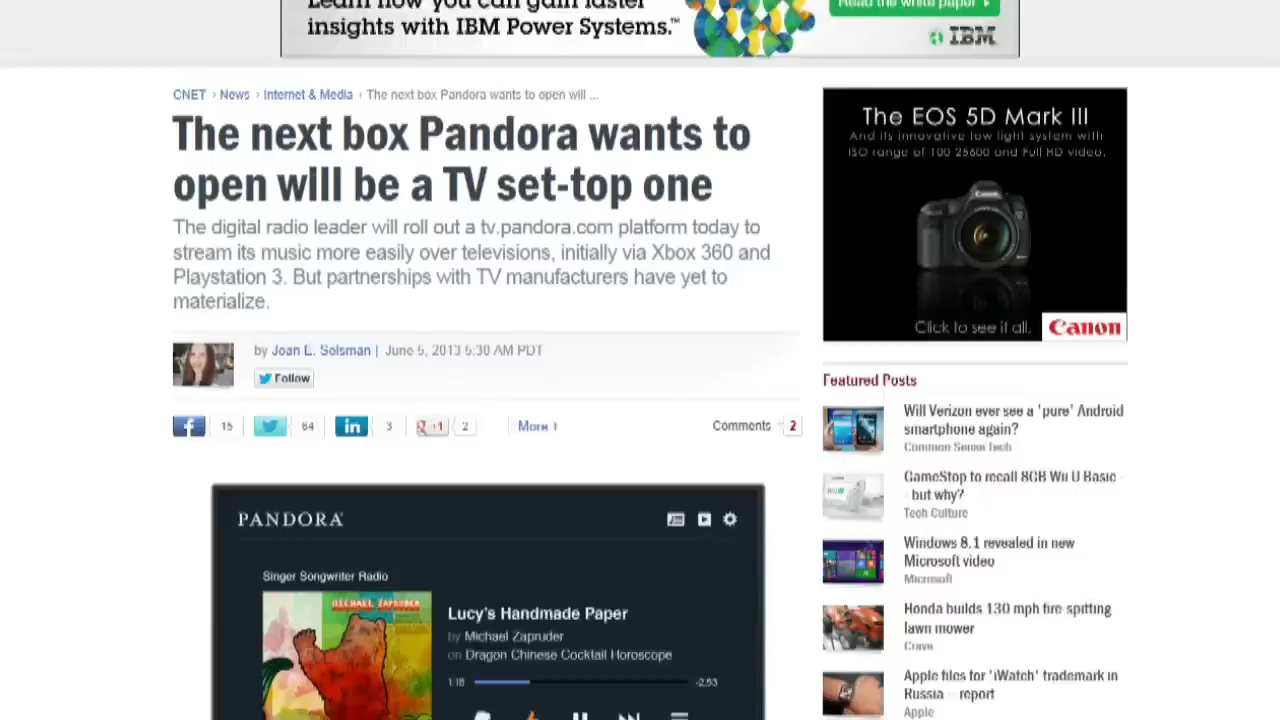 Learn how you can gain faster
insights with IBM Power Systems.™
Read the white paper ▸
IBM
CNET › News › Internet & Media › The next box Pandora wants to open will ...
The next box Pandora wants to
open will be a TV set-top one
The digital radio leader will roll out a tv.pandora.com platform today to
stream its music more easily over televisions, initially via Xbox 360 and
Playstation 3. But partnerships with TV manufacturers have yet to
materialize.
by Joan E. Solsman | June 5, 2013 5:30 AM PDT
Follow
15 64 in 3 +1 2 More + Comments 2
PANDORA
Singer Songwriter Radio
MICHAEL ZAPRUDER
Lucy's Handmade Paper
by Michael Zapruder
on Dragon Chinese Cocktail Horoscope
1:18 -2:53
The EOS 5D Mark III
And its innovative low light system with
ISO range of 100-25600 and Full HD video.
Click to see it all.
Canon
Featured Posts
Will Verizon ever see a 'pure' Android
smartphone again?
Common Sense Tech
GameStop to recall 8GB Wii U Basic -
- but why?
Tech Culture
Windows 8.1 revealed in new
Microsoft video
Microsoft
Honda builds 130 mph fire-spitting
lawn mower
Crave
Apple files for 'iWatch' trademark in
Russia -- report
Apple